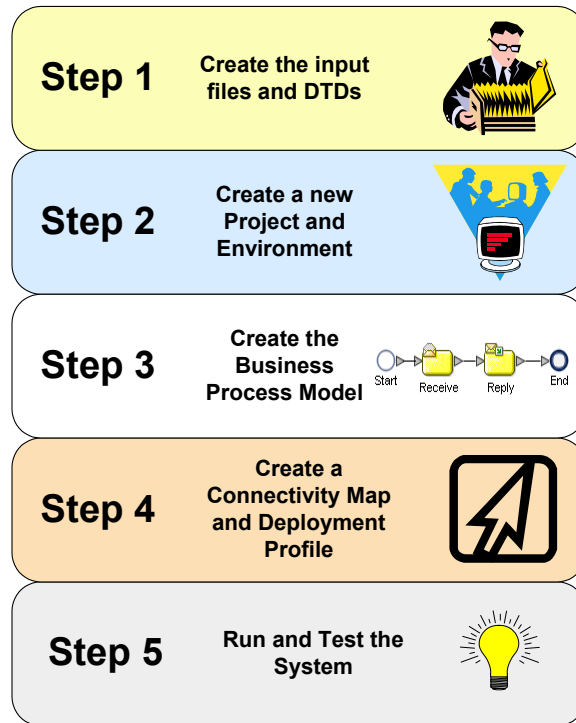 Step 1
Create the input
files and DTDs
Step 2
Create a new
Project and
Environment
Step 3
Create the
Business
Process Model
Start
Receive
Reply
End
Step 4
Create a
Connectivity Map
and Deployment
Profile
Step 5
Run and Test the
System